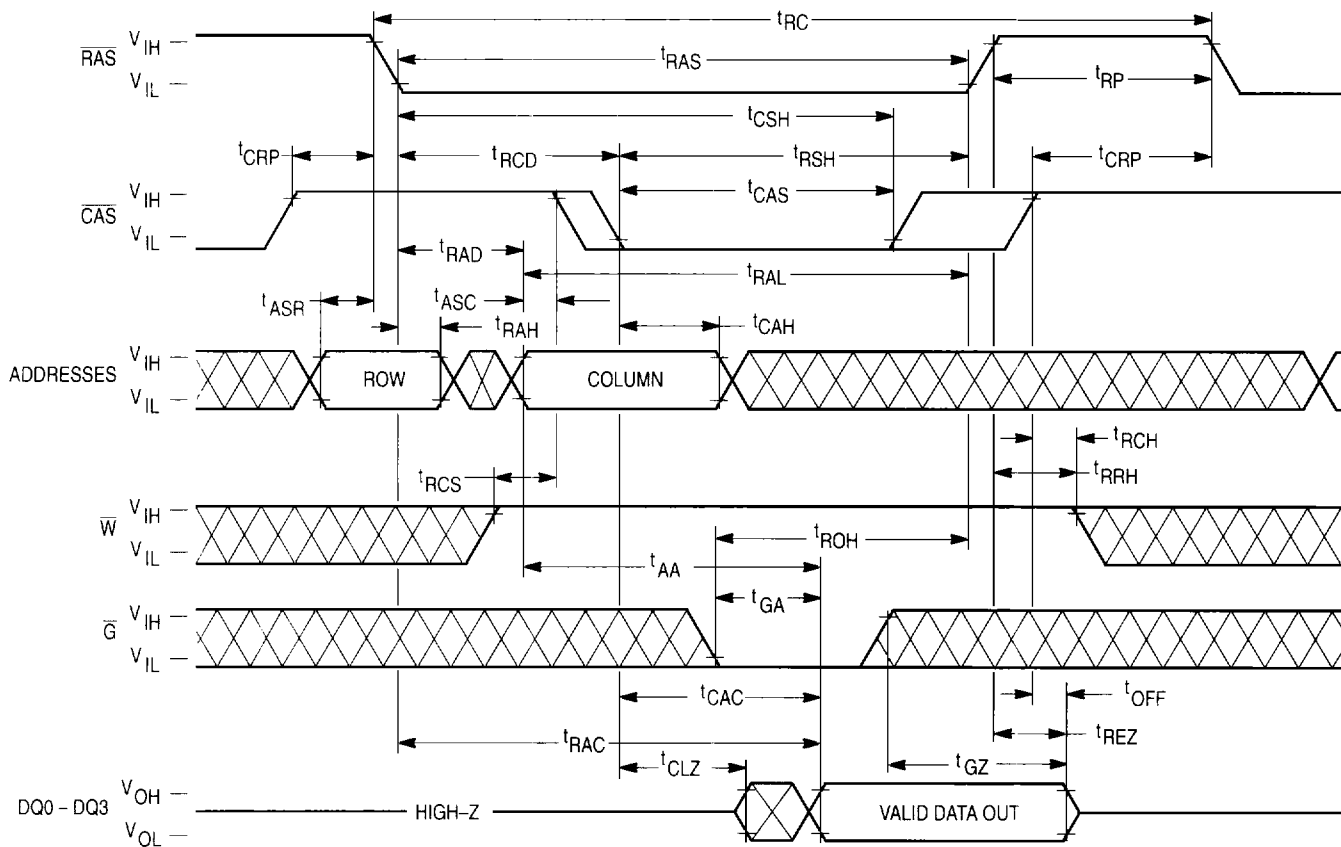 tRC
RAS
VIH
VIL
tRAS
tRP
tCSH
tCRP
tRCD
tRSH
tCRP
CAS
VIH
VIL
tCAS
tRAD
tRAL
tASR
tASC
tRAH
tCAH
ADDRESSES
VIH
VIL
ROW
COLUMN
tRCH
tRRH
tRCS
W
VIH
VIL
tROH
tAA
tGA
G
VIH
VIL
tCAC
tOFF
tRAC
tREZ
tCLZ
tGZ
DQ0 – DQ3
VOH
VOL
HIGH–Z
VALID DATA OUT